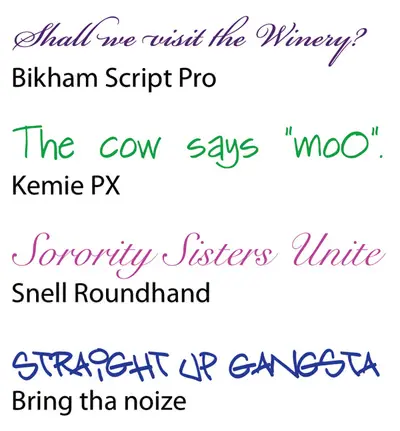 Shall we visit the Winery?
Bikham Script Pro
The cow says "moO".
Kemie PX
Sorority Sisters Unite
Snell Roundhand
STRAiGHT UP GANGSTA
Bring tha noize